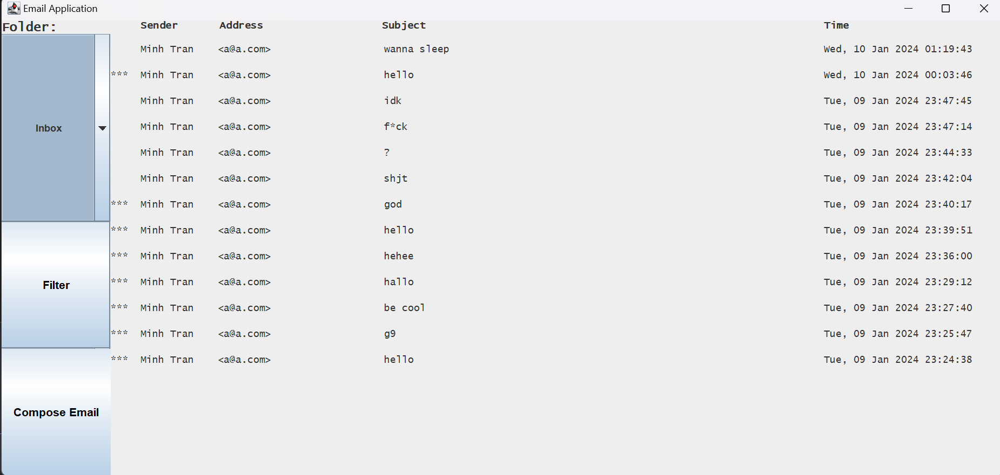 Email Application
Folder:
Sender Address Subject Time
Minh Tran <a@a.com> wanna sleep Wed, 10 Jan 2024 01:19:43
*** Minh Tran <a@a.com> hello Wed, 10 Jan 2024 00:03:46
Minh Tran <a@a.com> idk Tue, 09 Jan 2024 23:47:45
Inbox Minh Tran <a@a.com> f*ck Tue, 09 Jan 2024 23:47:14
Minh Tran <a@a.com> ? Tue, 09 Jan 2024 23:44:33
Minh Tran <a@a.com> shjt Tue, 09 Jan 2024 23:42:04
*** Minh Tran <a@a.com> god Tue, 09 Jan 2024 23:40:17
*** Minh Tran <a@a.com> hello Tue, 09 Jan 2024 23:39:51
*** Minh Tran <a@a.com> hehee Tue, 09 Jan 2024 23:36:00
Filter *** Minh Tran <a@a.com> hallo Tue, 09 Jan 2024 23:29:12
*** Minh Tran <a@a.com> be cool Tue, 09 Jan 2024 23:27:40
*** Minh Tran <a@a.com> g9 Tue, 09 Jan 2024 23:25:47
*** Minh Tran <a@a.com> hello Tue, 09 Jan 2024 23:24:38
Compose Email